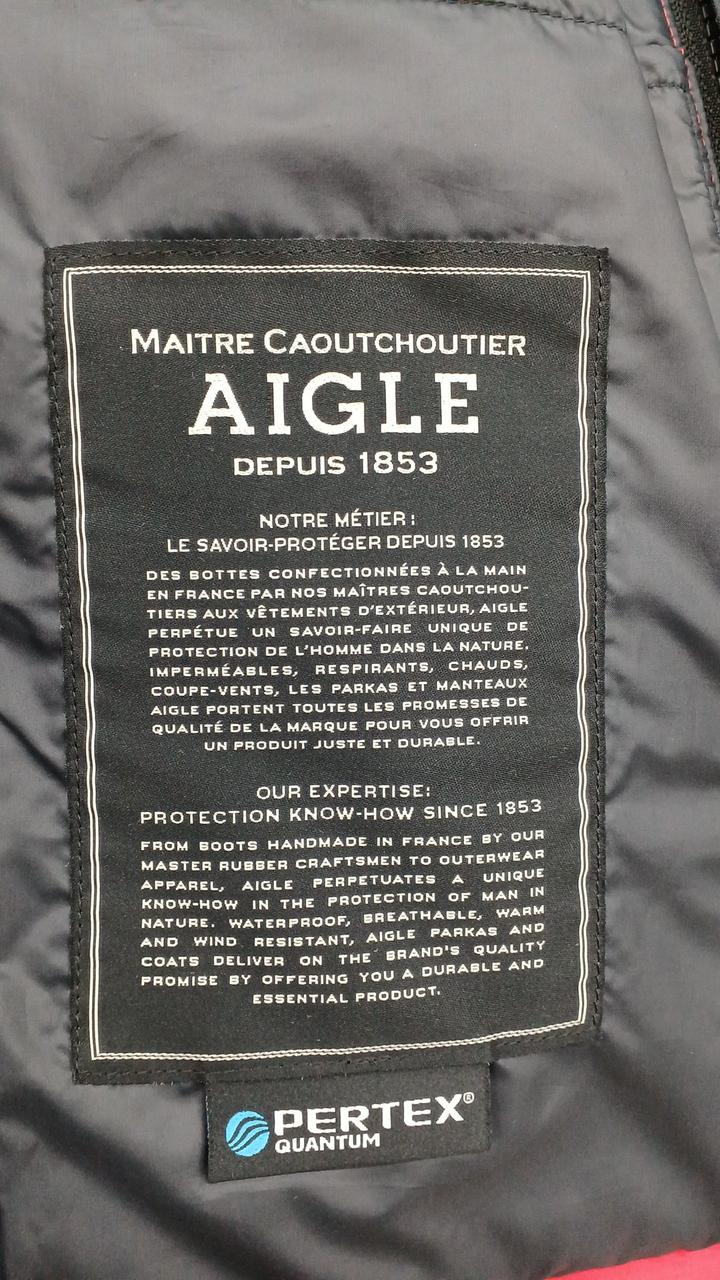 MAITRE CAOUTCHOUTIER
AIGLE
DEPUIS 1853
NOTRE MÉTIER :
LE SAVOIR-PROTÉGER DEPUIS 1853
DES BOTTES CONFECTIONNÉES À LA MAIN
EN FRANCE PAR NOS MAÎTRES CAOUTCHOU-
TIERS AUX VÊTEMENTS D'EXTÉRIEUR, AIGLE
PERPÉTUE UN SAVOIR-FAIRE UNIQUE DE
PROTECTION DE L'HOMME DANS LA NATURE.
IMPERMÉABLES, RESPIRANTS, CHAUDS,
COUPE-VENTS, LES PARKAS ET MANTEAUX
AIGLE PORTENT TOUTES LES PROMESSES DE
QUALITÉ DE LA MARQUE POUR VOUS OFFRIR
UN PRODUIT JUSTE ET DURABLE.
OUR EXPERTISE:
PROTECTION KNOW-HOW SINCE 1853
FROM BOOTS HANDMADE IN FRANCE BY OUR
MASTER RUBBER CRAFTSMEN TO OUTERWEAR
APPAREL, AIGLE PERPETUATES A UNIQUE
KNOW-HOW IN THE PROTECTION OF MAN IN
NATURE. WATERPROOF, BREATHABLE, WARM
AND WIND RESISTANT, AIGLE PARKAS AND
COATS DELIVER ON THE BRAND'S QUALITY
PROMISE BY OFFERING YOU A DURABLE AND
ESSENTIAL PRODUCT.
PERTEX®
QUANTUM